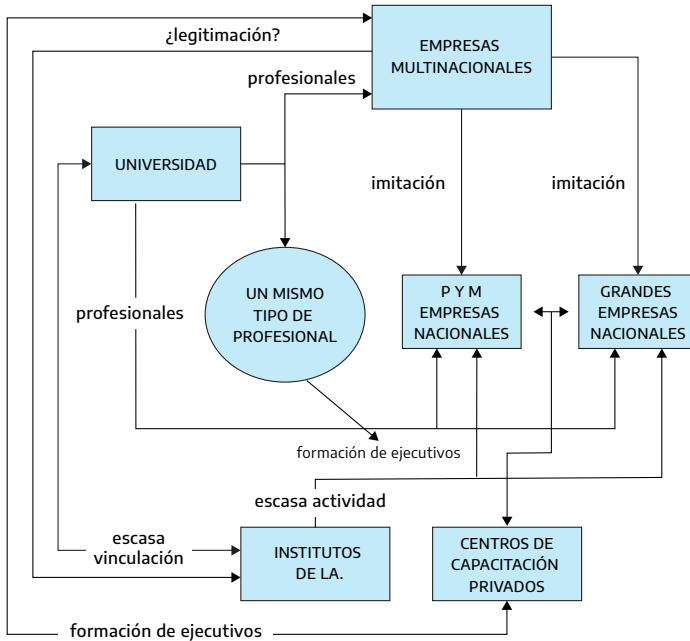 ¿legitimación?
EMPRESAS
MULTINACIONALES
profesionales
UNIVERSIDAD
imitación
imitación
profesionales
UN MISMO
TIPO DE
PROFESIONAL
P Y M
EMPRESAS
NACIONALES
GRANDES
EMPRESAS
NACIONALES
formación de ejecutivos
escasa actividad
escasa
vinculación
INSTITUTOS
DE LA.
CENTROS DE
CAPACITACIÓN
PRIVADOS
formación de ejecutivos